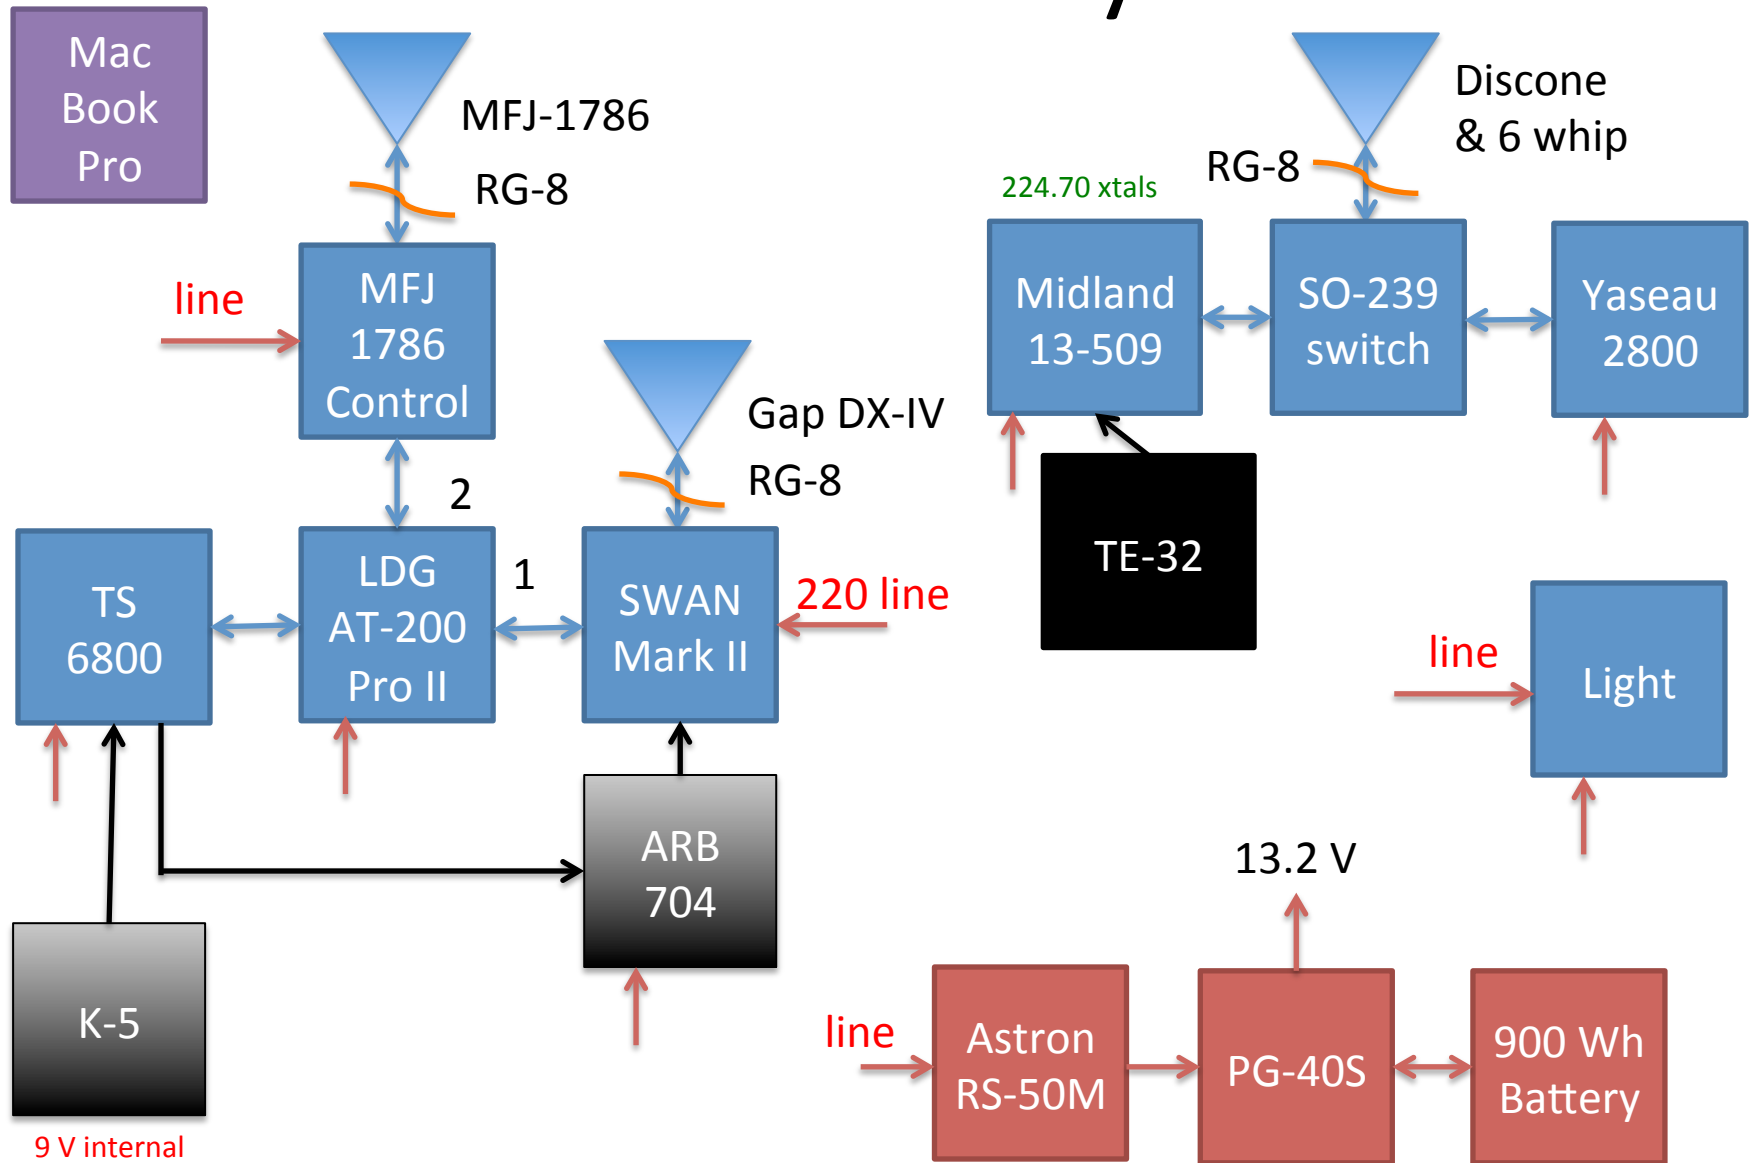 Mac
Book
Pro
MFJ-1786
RG-8
Discone
& 6 whip
RG-8
224.70 xtals
line
MFJ
1786
Control
Midland
13-509
SO-239
switch
Yaseau
2800
Gap DX-IV
RG-8
2
TS
6800
LDG
AT-200
Pro II
1
SWAN
Mark II
220 line
TE-32
line
Light
ARB
704
13.2 V
K-5
9 V internal
line
Astron
RS-50M
PG-40S
900 Wh
Battery